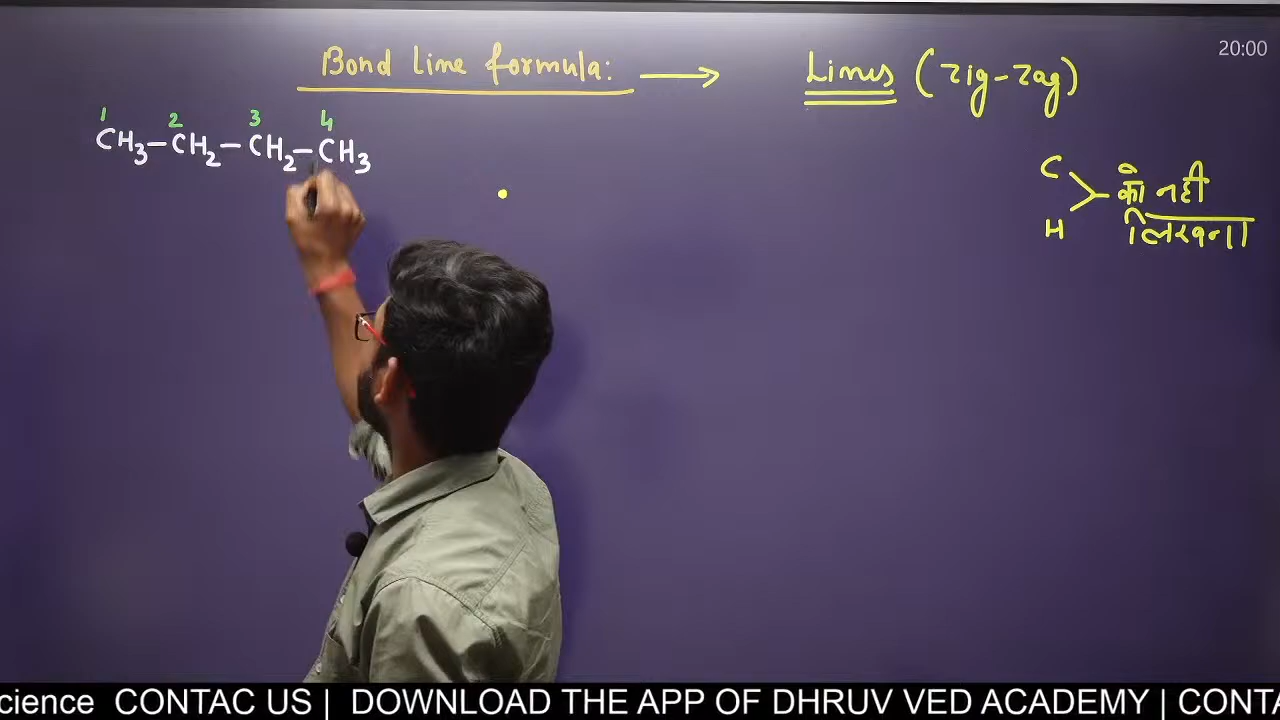 20:00
Bond Line formula: → Lines (zig-zag)
1 2 3 4
CH3-CH2-CH2-CH3
C
H
को नहीं
लिखना
cience CONTAC US | DOWNLOAD THE APP OF DHRUV VED ACADEMY | CONTA